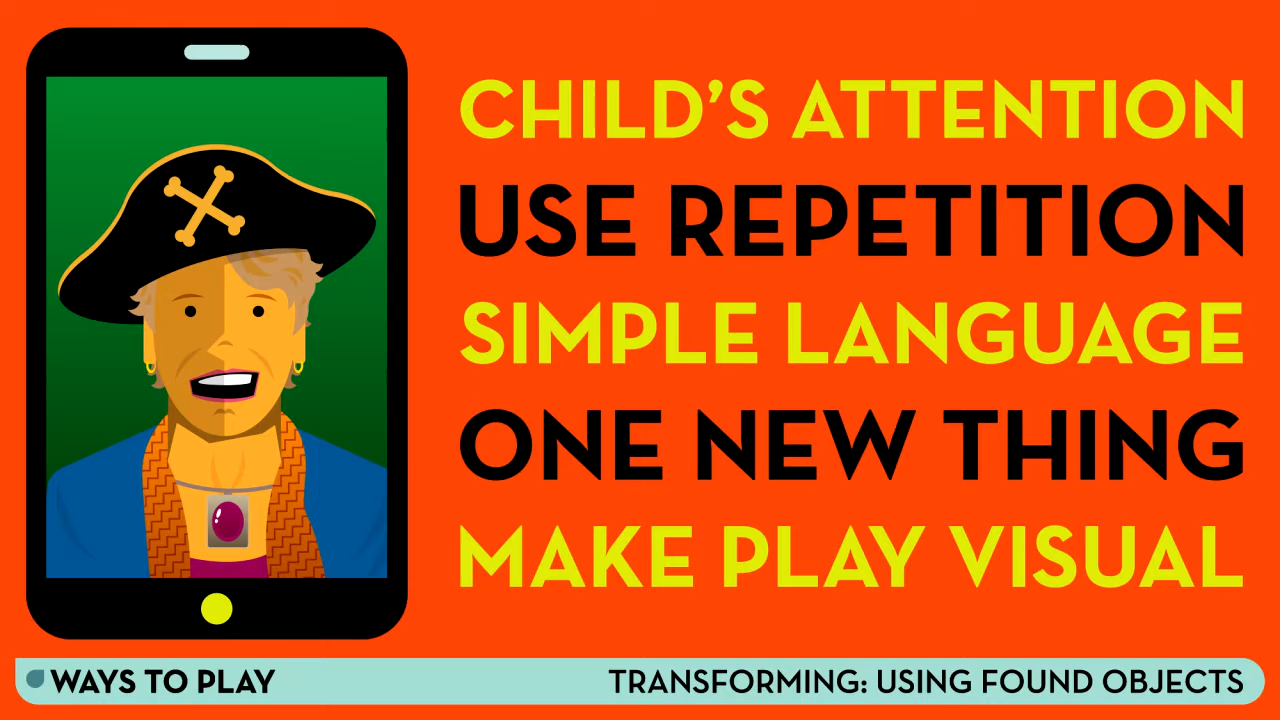 CHILD'S ATTENTION
USE REPETITION
SIMPLE LANGUAGE
ONE NEW THING
MAKE PLAY VISUAL
WAYS TO PLAY
TRANSFORMING: USING FOUND OBJECTS